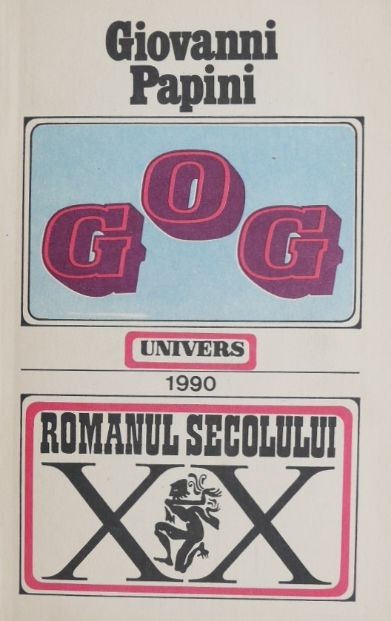 Giovanni
Papini
GOG
UNIVERS
1990
ROMANUL SECOLULUI
XX